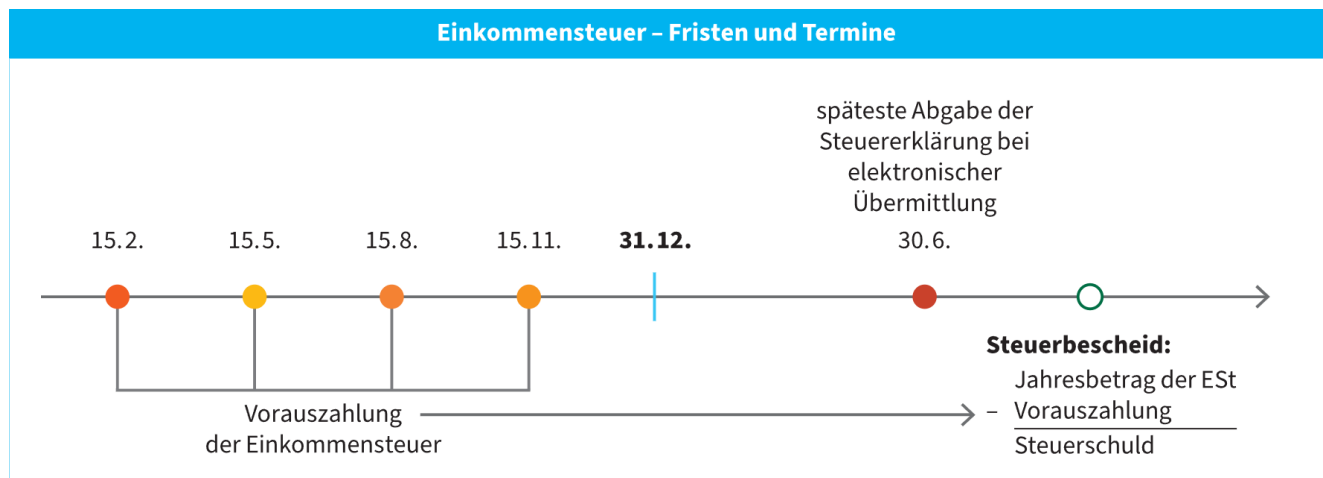 Einkommensteuer – Fristen und Termine
späteste Abgabe der
Steuererklärung bei
elektronischer
Übermittlung
15.2.
15.5.
15.8.
15.11.
31.12.
30.6.
Steuerbescheid:
Jahresbetrag der ESt
– Vorauszahlung
Steuerschuld
Vorauszahlung
der Einkommensteuer